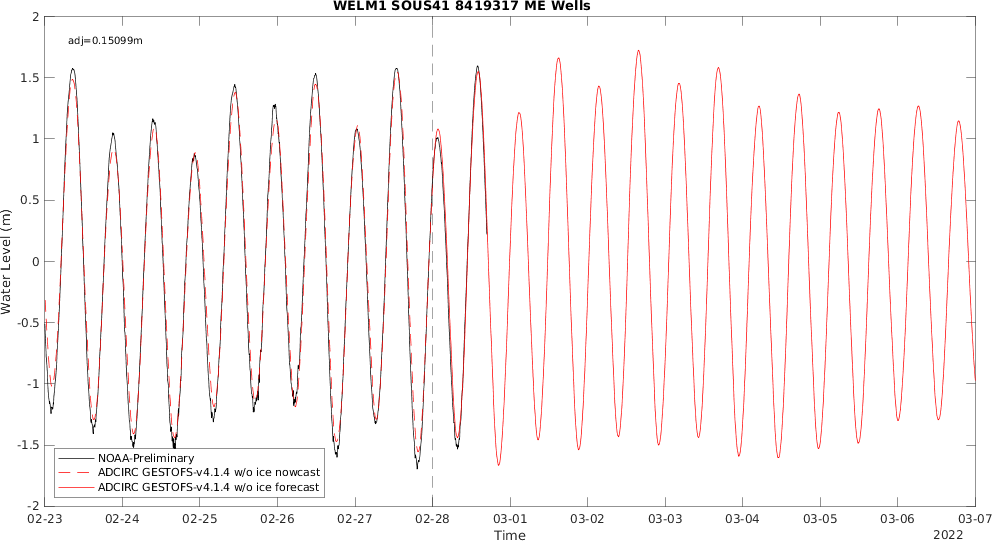 WELM1 SOUS41 8419317 ME Wells
adj=0.15099m
2
1.5
1
0.5
0
-0.5
-1
-1.5
-2
Water Level (m)
NOAA-Preliminary
ADCIRC GESTOFS-v4.1.4 w/o ice nowcast
ADCIRC GESTOFS-v4.1.4 w/o ice forecast
02-23 02-24 02-25 02-26 02-27 02-28 03-01 03-02 03-03 03-04 03-05 03-06 03-07
Time
2022